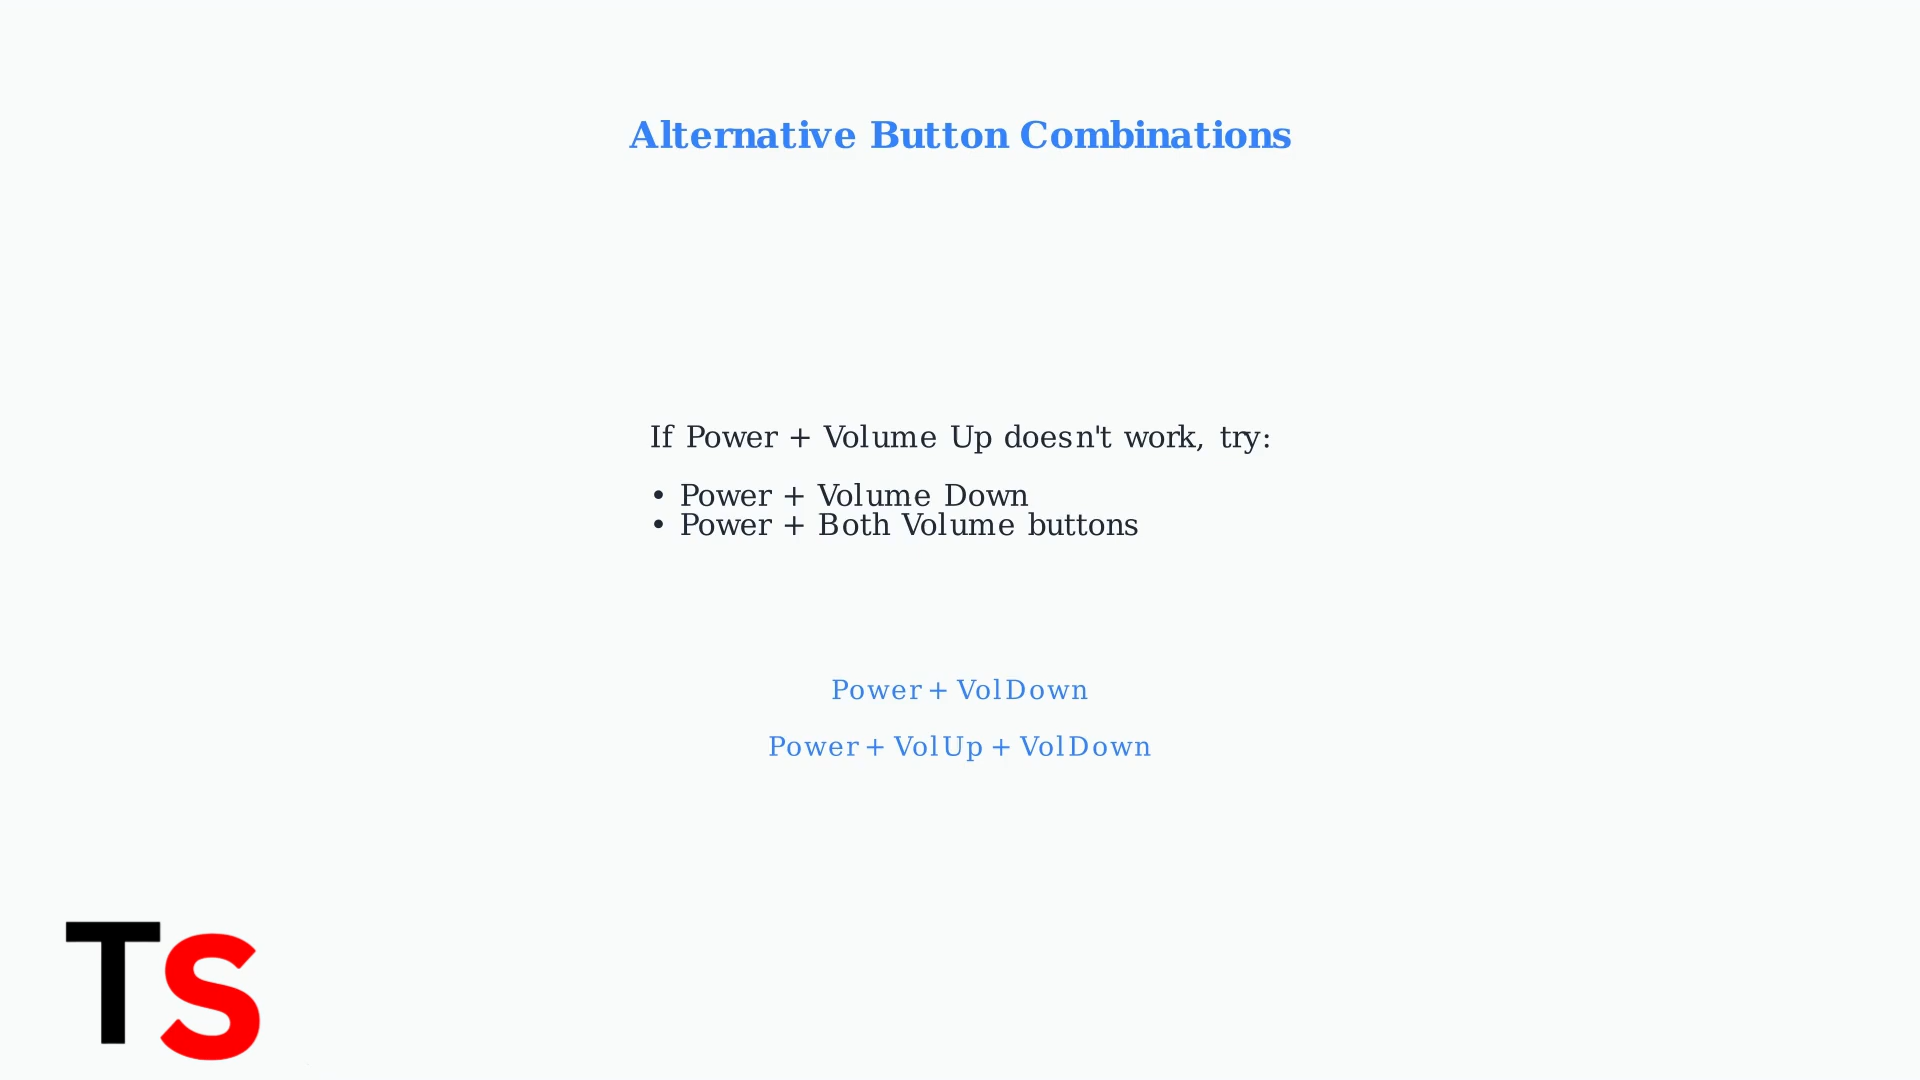 Alternative Button Combinations
If Power + Volume Up doesn't work, try:
• Power + Volume Down
• Power + Both Volume buttons
Power + VolDown
Power + VolUp + VolDown
TS